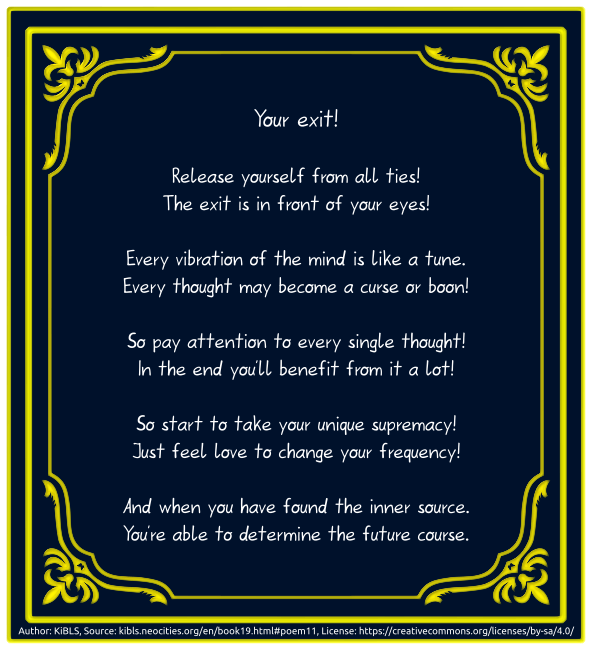 Your exit!
Release yourself from all ties!
The exit is in front of your eyes!
Every vibration of the mind is like a tune.
Every thought may become a curse or boon!
So pay attention to every single thought!
In the end you'll benefit from it a lot!
So start to take your unique supremacy!
Just feel love to change your frequency!
And when you have found the inner source.
You're able to determine the future course.
Author: KiBLS, Source: kibls.neocities.org/en/book19.html#poem11, License: https://creativecommons.org/licenses/by-sa/4.0/